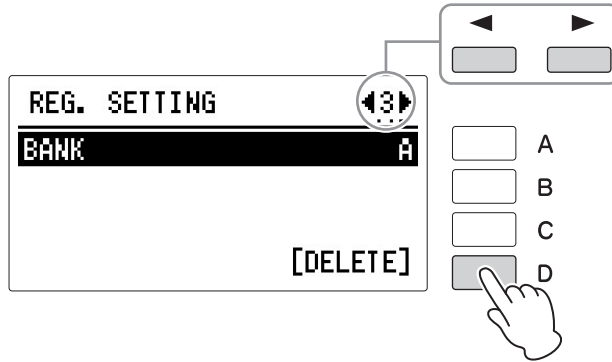 ◀ ▶
REG. SETTING ◀3▶
BANK A
[DELETE]
A
B
C
D